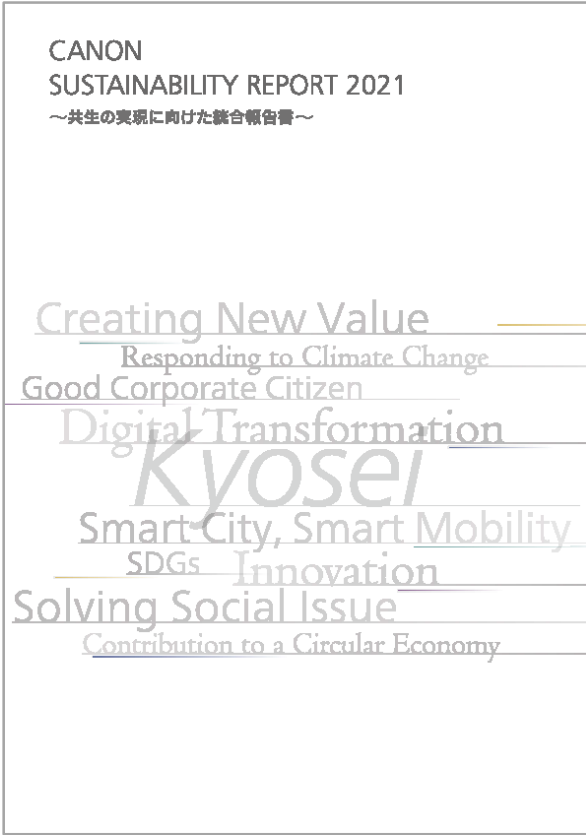 CANON
SUSTAINABILITY REPORT 2021
～共生の実現に向けた統合報告書～
Creating New Value
Responding to Climate Change
Good Corporate Citizen
Digital Transformation
Kyosei
Smart City, Smart Mobility
SDGs Innovation
Solving Social Issue
Contribution to a Circular Economy